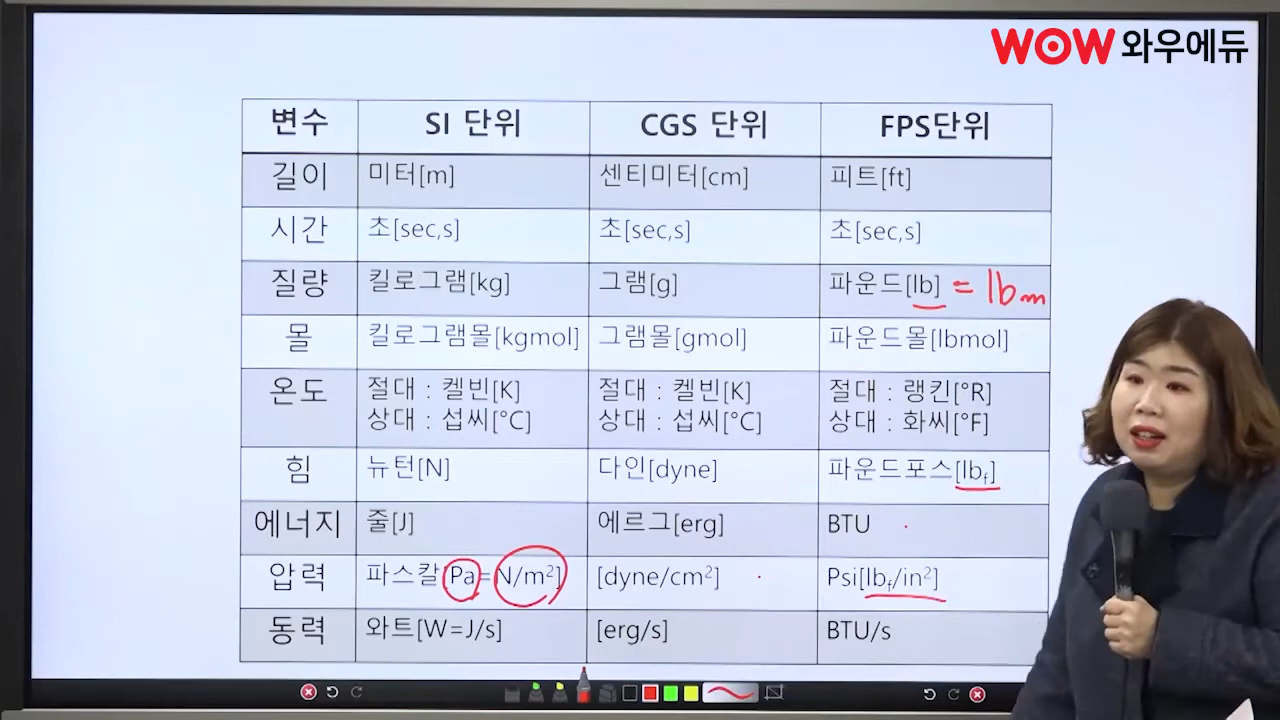 WOW 와우에듀
변수 SI 단위 CGS 단위 FPS단위
길이 미터[m] 센티미터[cm] 피트[ft]
시간 초[sec,s] 초[sec,s] 초[sec,s]
질량 킬로그램[kg] 그램[g] 파운드[lb] = lbm
몰 킬로그램몰[kgmol] 그램몰[gmol] 파운드몰[lbmol]
온도 절대 : 켈빈[K] 절대 : 켈빈[K] 절대 : 랭킨[°R]
상대 : 섭씨[°C] 상대 : 섭씨[°C] 상대 : 화씨[°F]
힘 뉴턴[N] 다인[dyne] 파운드포스[lbf]
에너지 줄[J] 에르그[erg] BTU
압력 파스칼[Pa=N/m²] [dyne/cm²] Psi[lbf/in²]
동력 와트[W=J/s] [erg/s] BTU/s